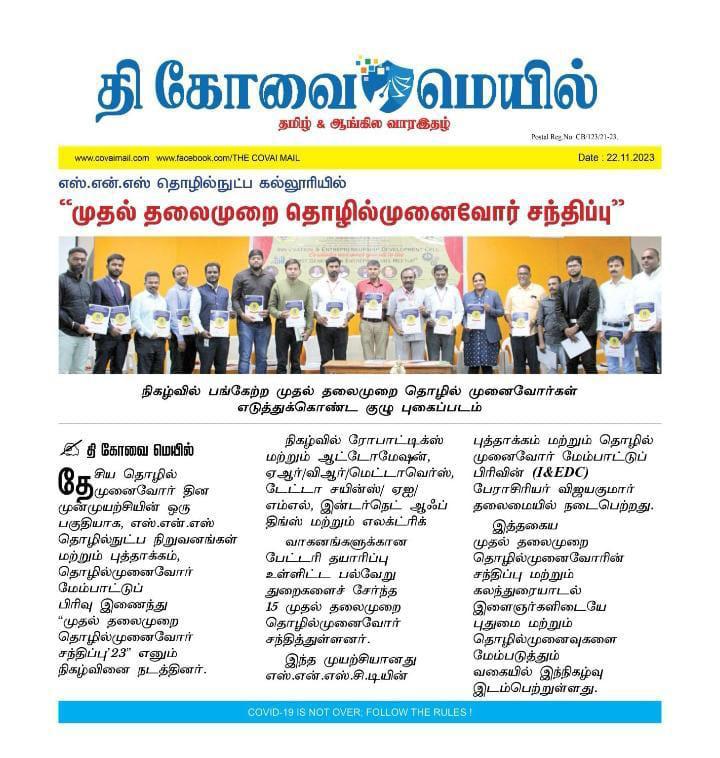 தி கோவை மெயில்
தமிழ் & ஆங்கில வாரஇதழ்
Postal Reg.No: CB/123/21-23.
www.covaimail.com www.facebook.com/THE COVAI MAIL
Date : 22.11.2023
எஸ்.என்.எஸ் தொழில்நுட்ப கல்லூரியில்
“முதல் தலைமுறை தொழில்முனைவோர் சந்திப்பு”
INNOVATION & ENTREPRENEURSHIP DEVELOPMENT CELL
நிகழ்வில் பங்கேற்ற முதல் தலைமுறை தொழில் முனைவோர்கள்
எடுத்துக்கொண்ட குழு புகைப்படம்
தி கோவை மெயில்
தேசிய தொழில்
முனைவோர் தின
முன்முயற்சியின் ஒரு
பகுதியாக, எஸ்.என்.எஸ்
தொழில்நுட்ப நிறுவனங்கள்
மற்றும் புத்தாக்கம்,
தொழில்முனைவோர்
மேம்பாட்டுப்
பிரிவு இணைந்து
“முதல் தலைமுறை
தொழில்முனைவோர்
சந்திப்பு’23” எனும்
நிகழ்வினை நடத்தினர்.
நிகழ்வில் ரோபாட்டிக்ஸ்
மற்றும் ஆட்டோமேஷன்,
ஏஆர்/விஆர்/மெட்டாவெர்ஸ்,
டேட்டா சயின்ஸ்/ ஏஐ/
எம்எல், இன்டர்நெட் ஆஃப்
திங்ஸ் மற்றும் எலக்ட்ரிக்
வாகனங்களுக்கான
பேட்டரி தயாரிப்பு
உள்ளிட்ட பல்வேறு
துறைகளைச் சேர்ந்த
15 முதல் தலைமுறை
தொழில்முனைவோர்
சந்தித்துள்ளனர்.
இந்த முயற்சியானது
எஸ்.என்.எஸ்.சி.டியின்
புத்தாக்கம் மற்றும் தொழில்
முனைவோர் மேம்பாட்டுப்
பிரிவின் (I&EDC)
பேராசிரியர் விஜயகுமார்
தலைமையில் நடைபெற்றது.
இத்தகைய
முதல் தலைமுறை
தொழில்முனைவோரின்
சந்திப்பு மற்றும்
கலந்துரையாடல்
இளைஞர்களிடையே
புதுமை மற்றும்
தொழில்முனைவுகளை
மேம்படுத்தும்
வகையில் இந்நிகழ்வு
இடம்பெற்றுள்ளது.
COVID-19 IS NOT OVER; FOLLOW THE RULES !